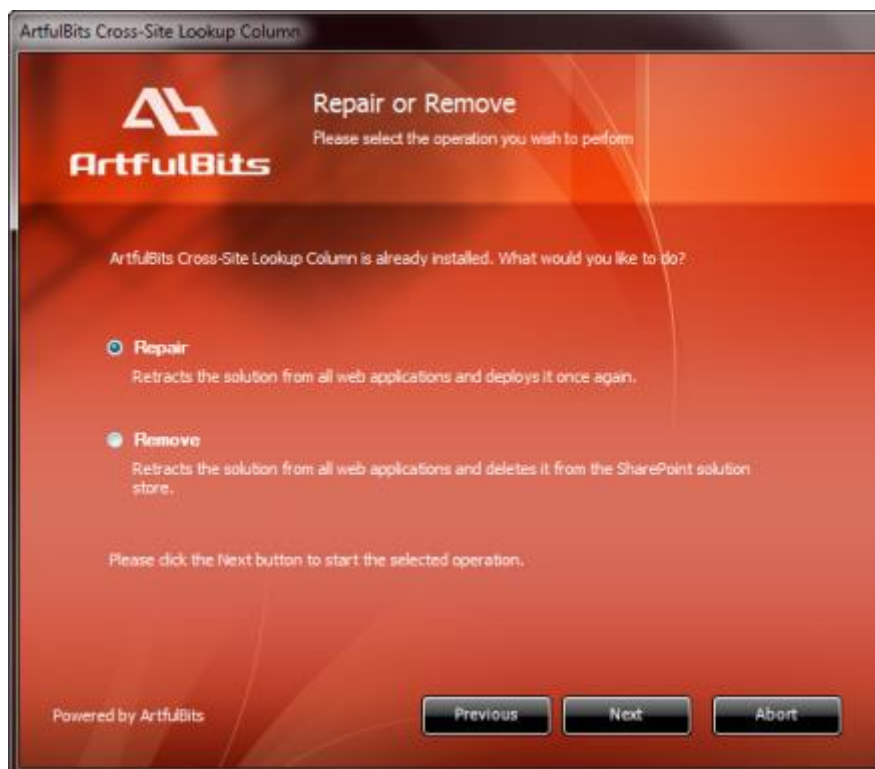 ArtfulBits Cross-Site Lookup Column
ArtfulBits
Repair or Remove
Please select the operation you wish to perform
ArtfulBits Cross-Site Lookup Column is already installed. What would you like to do?
Repair
Retracts the solution from all web applications and deploys it once again.
Remove
Retracts the solution from all web applications and deletes it from the SharePoint solution
store.
Please click the Next button to start the selected operation.
Powered by ArtfulBits
Previous
Next
Abort